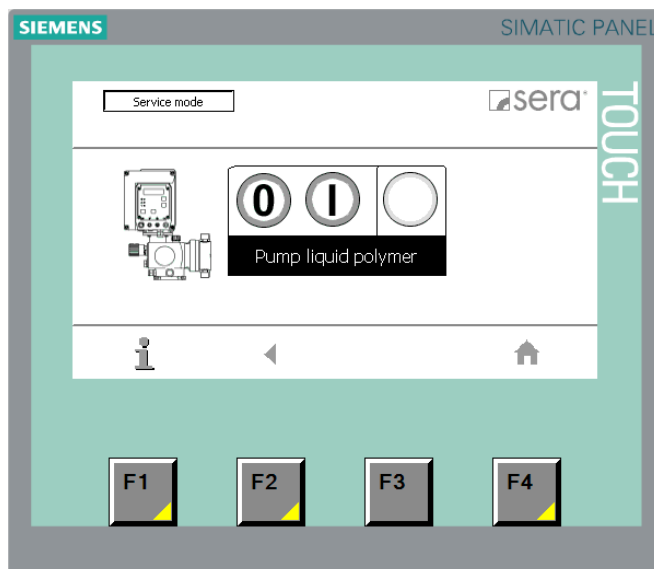 SIEMENS
SIMATIC PANEL
TOUCH
Service mode
sera
0 I
Pump liquid polymer
i
F1 F2 F3 F4